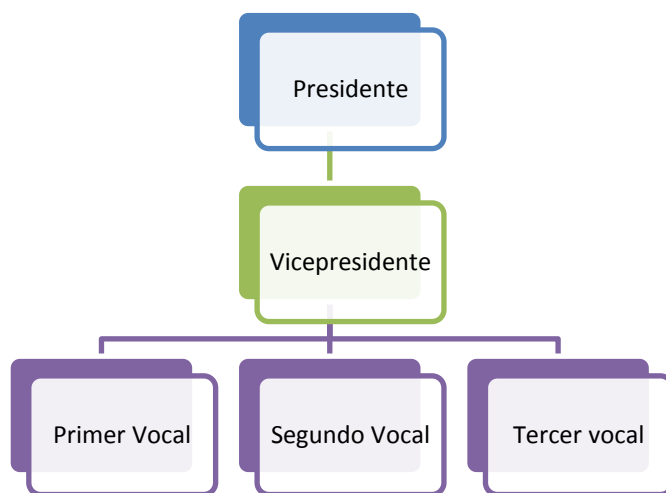 Presidente
Vicepresidente
Primer Vocal
Segundo Vocal
Tercer vocal